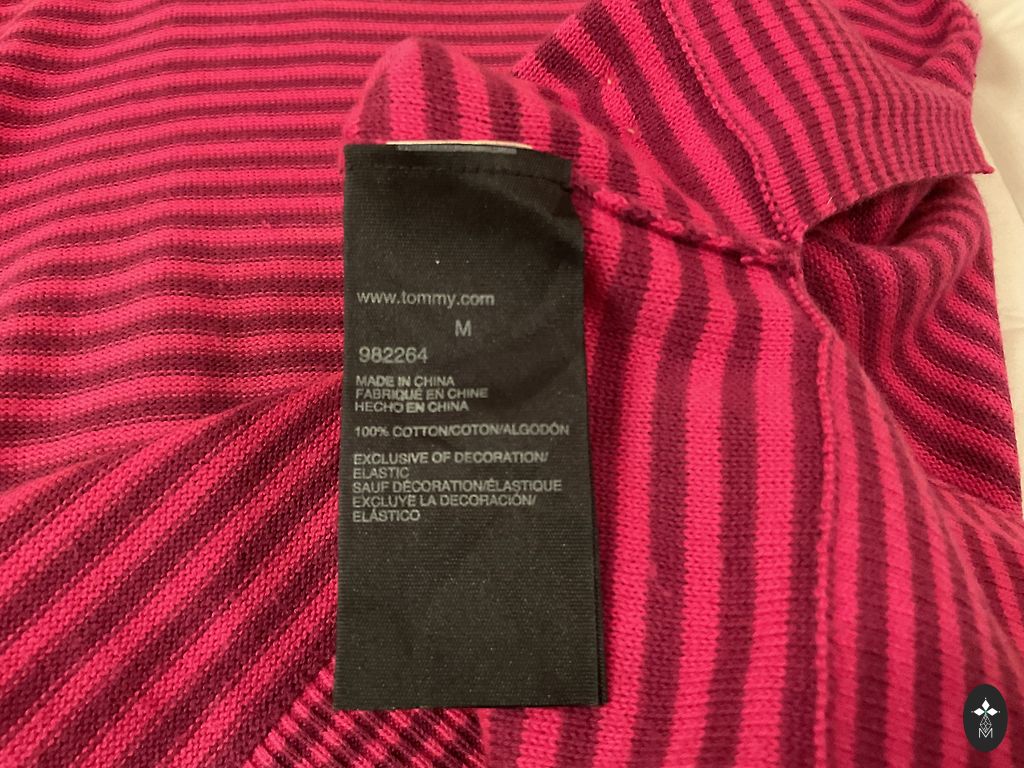 www.tommy.com
M
982264
MADE IN CHINA
FABRIQUÉ EN CHINE
HECHO EN CHINA
100% COTTON/COTON/ALGODÓN
EXCLUSIVE OF DECORATION/
ELASTIC
SAUF DÉCORATION/ÉLASTIQUE
EXCLUYE LA DECORACIÓN/
ELÁSTICO
M